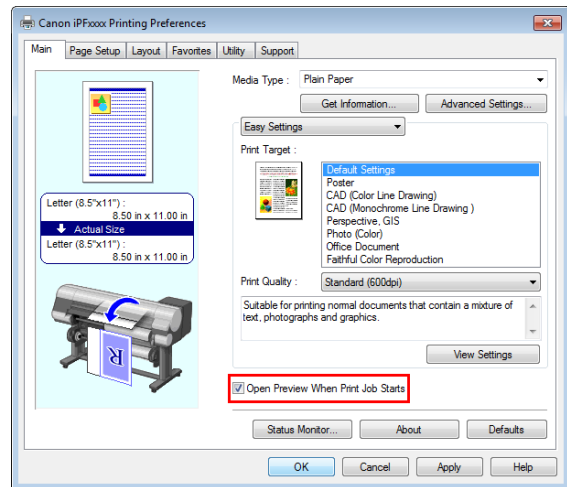 Canon iPFxxxx Printing Preferences
Main
Page Setup
Layout
Favorites
Utility
Support
Media Type :
Plain Paper
Get Information...
Advanced Settings...
Easy Settings
Print Target :
Default Settings
Poster
CAD (Color Line Drawing)
CAD (Monochrome Line Drawing )
Perspective, GIS
Photo (Color)
Office Document
Faithful Color Reproduction
Letter (8.5"x11") :
8.50 in x 11.00 in
Actual Size
Letter (8.5"x11") :
8.50 in x 11.00 in
Print Quality :
Standard (600dpi)
Suitable for printing normal documents that contain a mixture of
text, photographs and graphics.
View Settings
R
Open Preview When Print Job Starts
Status Monitor...
About
Defaults
OK
Cancel
Apply
Help